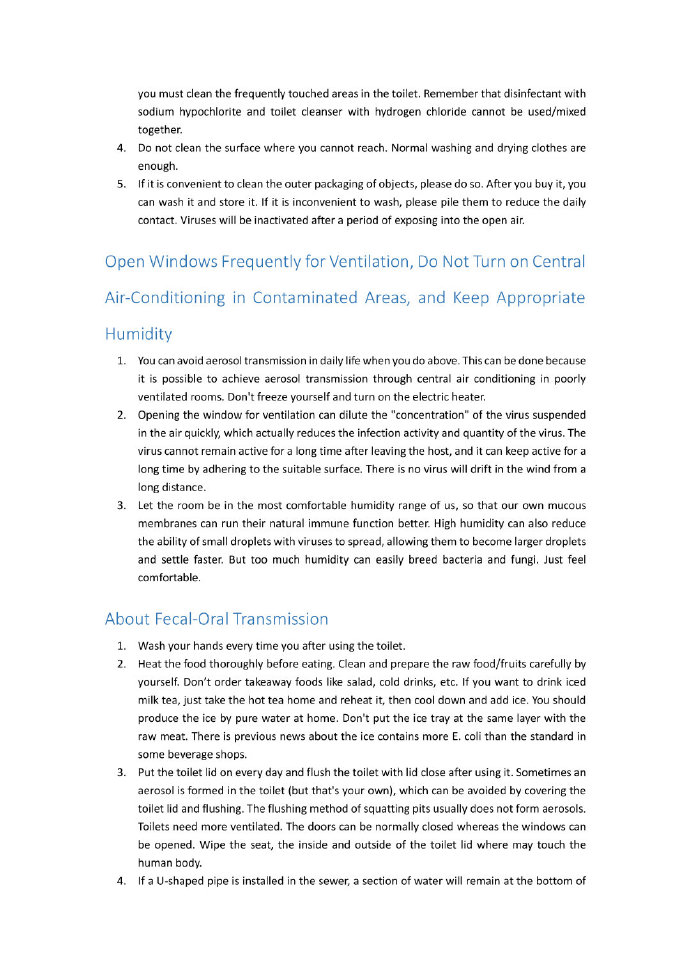 you must clean the frequently touched areas in the toilet. Remember that disinfectant with
sodium hypochlorite and toilet cleanser with hydrogen chloride cannot be used/mixed
together.
4. Do not clean the surface where you cannot reach. Normal washing and drying clothes are
enough.
5. If it is convenient to clean the outer packaging of objects, please do so. After you buy it, you
can wash it and store it. If it is inconvenient to wash, please pile them to reduce the daily
contact. Viruses will be inactivated after a period of exposing into the open air.
Open Windows Frequently for Ventilation, Do Not Turn on Central
Air-Conditioning in Contaminated Areas, and Keep Appropriate
Humidity
1. You can avoid aerosol transmission in daily life when you do above. This can be done because
it is possible to achieve aerosol transmission through central air conditioning in poorly
ventilated rooms. Don't freeze yourself and turn on the electric heater.
2. Opening the window for ventilation can dilute the "concentration" of the virus suspended
in the air quickly, which actually reduces the infection activity and quantity of the virus. The
virus cannot remain active for a long time after leaving the host, and it can keep active for a
long time by adhering to the suitable surface. There is no virus will drift in the wind from a
long distance.
3. Let the room be in the most comfortable humidity range of us, so that our own mucous
membranes can run their natural immune function better. High humidity can also reduce
the ability of small droplets with viruses to spread, allowing them to become larger droplets
and settle faster. But too much humidity can easily breed bacteria and fungi. Just feel
comfortable.
About Fecal-Oral Transmission
1. Wash your hands every time you after using the toilet.
2. Heat the food thoroughly before eating. Clean and prepare the raw food/fruits carefully by
yourself. Don’t order takeaway foods like salad, cold drinks, etc. If you want to drink iced
milk tea, just take the hot tea home and reheat it, then cool down and add ice. You should
produce the ice by pure water at home. Don't put the ice tray at the same layer with the
raw meat. There is previous news about the ice contains more E. coli than the standard in
some beverage shops.
3. Put the toilet lid on every day and flush the toilet with lid close after using it. Sometimes an
aerosol is formed in the toilet (but that's your own), which can be avoided by covering the
toilet lid and flushing. The flushing method of squatting pits usually does not form aerosols.
Toilets need more ventilated. The doors can be normally closed whereas the windows can
be opened. Wipe the seat, the inside and outside of the toilet lid where may touch the
human body.
4. If a U-shaped pipe is installed in the sewer, a section of water will remain at the bottom of